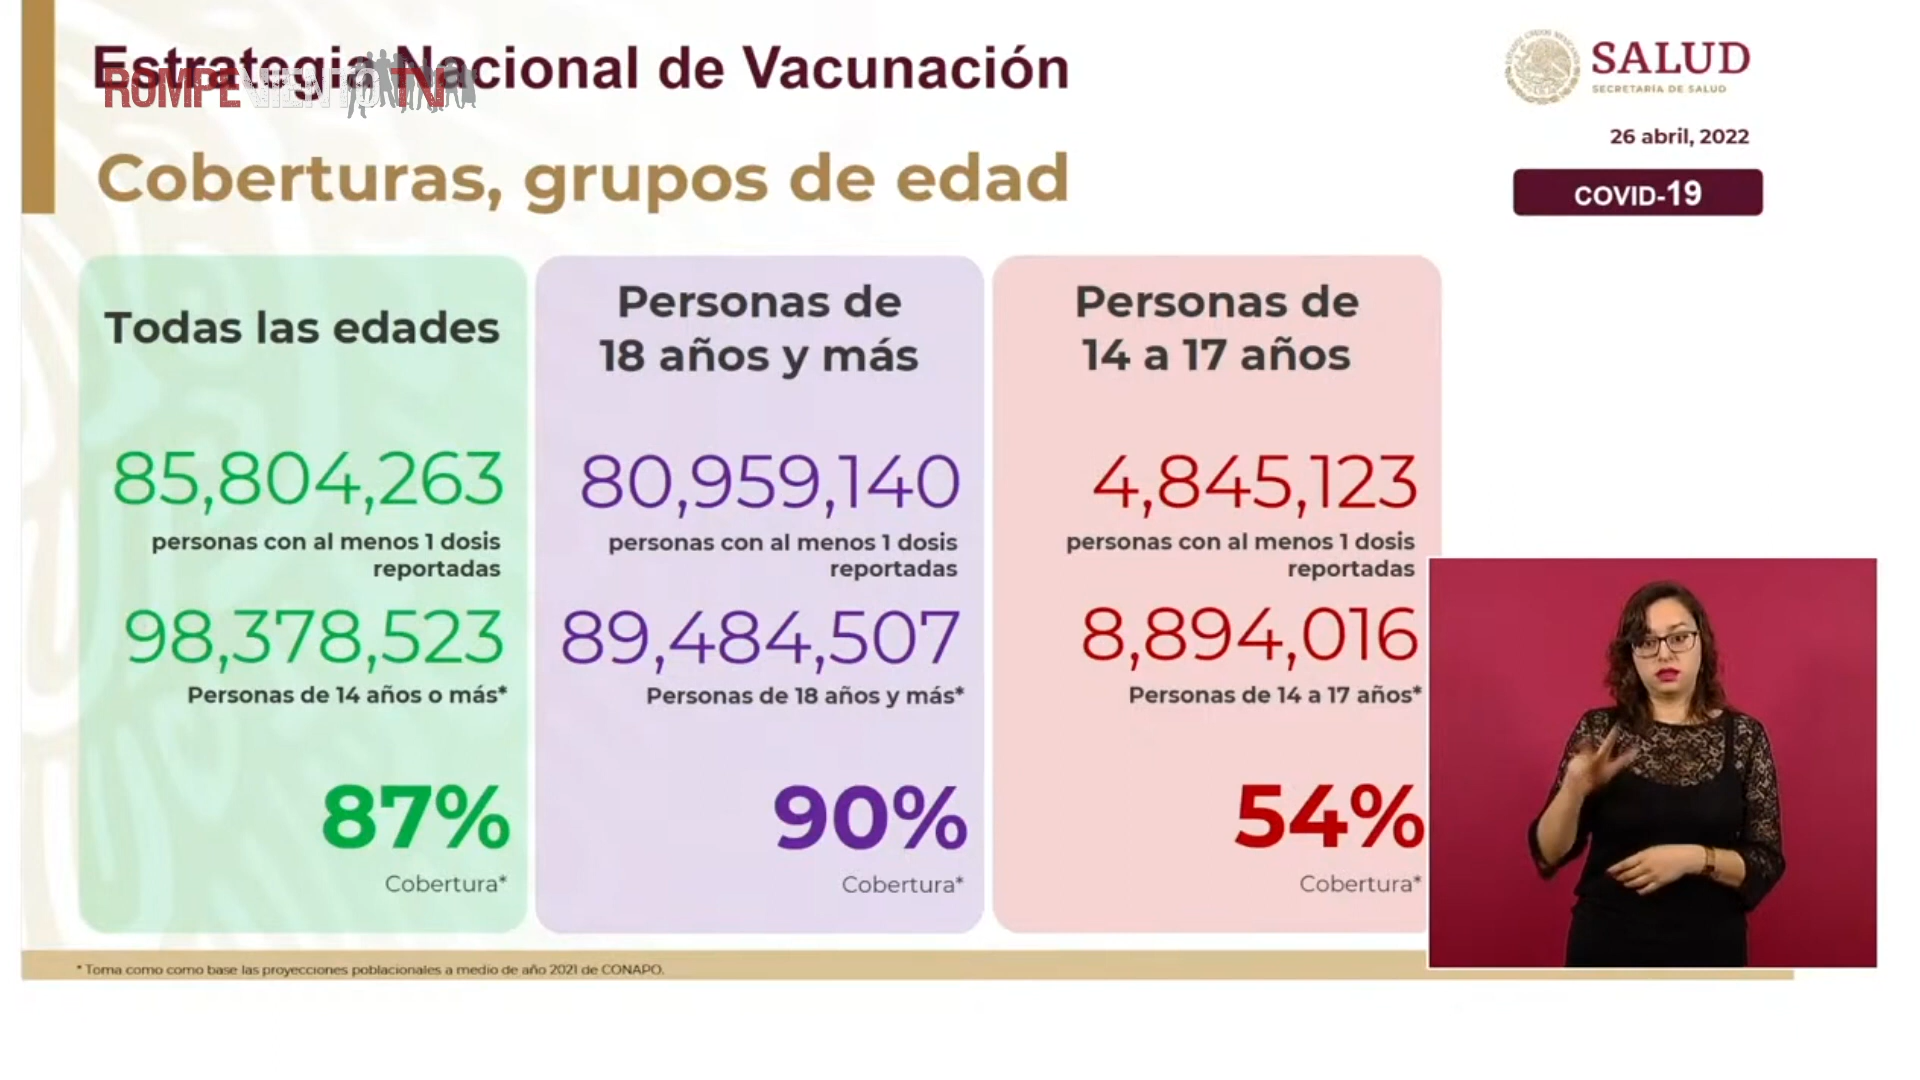 Estrategia Nacional de Vacunación
ROMPEVIENTO TV
Coberturas, grupos de edad
SALUD
SECRETARÍA DE SALUD
26 abril, 2022
COVID-19
Todas las edades
85,804,263
personas con al menos 1 dosis
reportadas
98,378,523
Personas de 14 años o más*
87%
Cobertura*
Personas de
18 años y más
80,959,140
personas con al menos 1 dosis
reportadas
89,484,507
Personas de 18 años y más*
90%
Cobertura*
Personas de
14 a 17 años
4,845,123
personas con al menos 1 dosis
reportadas
8,894,016
Personas de 14 a 17 años*
54%
Cobertura*
* Toma como como base las proyecciones poblacionales a medio de año 2021 de CONAPO.